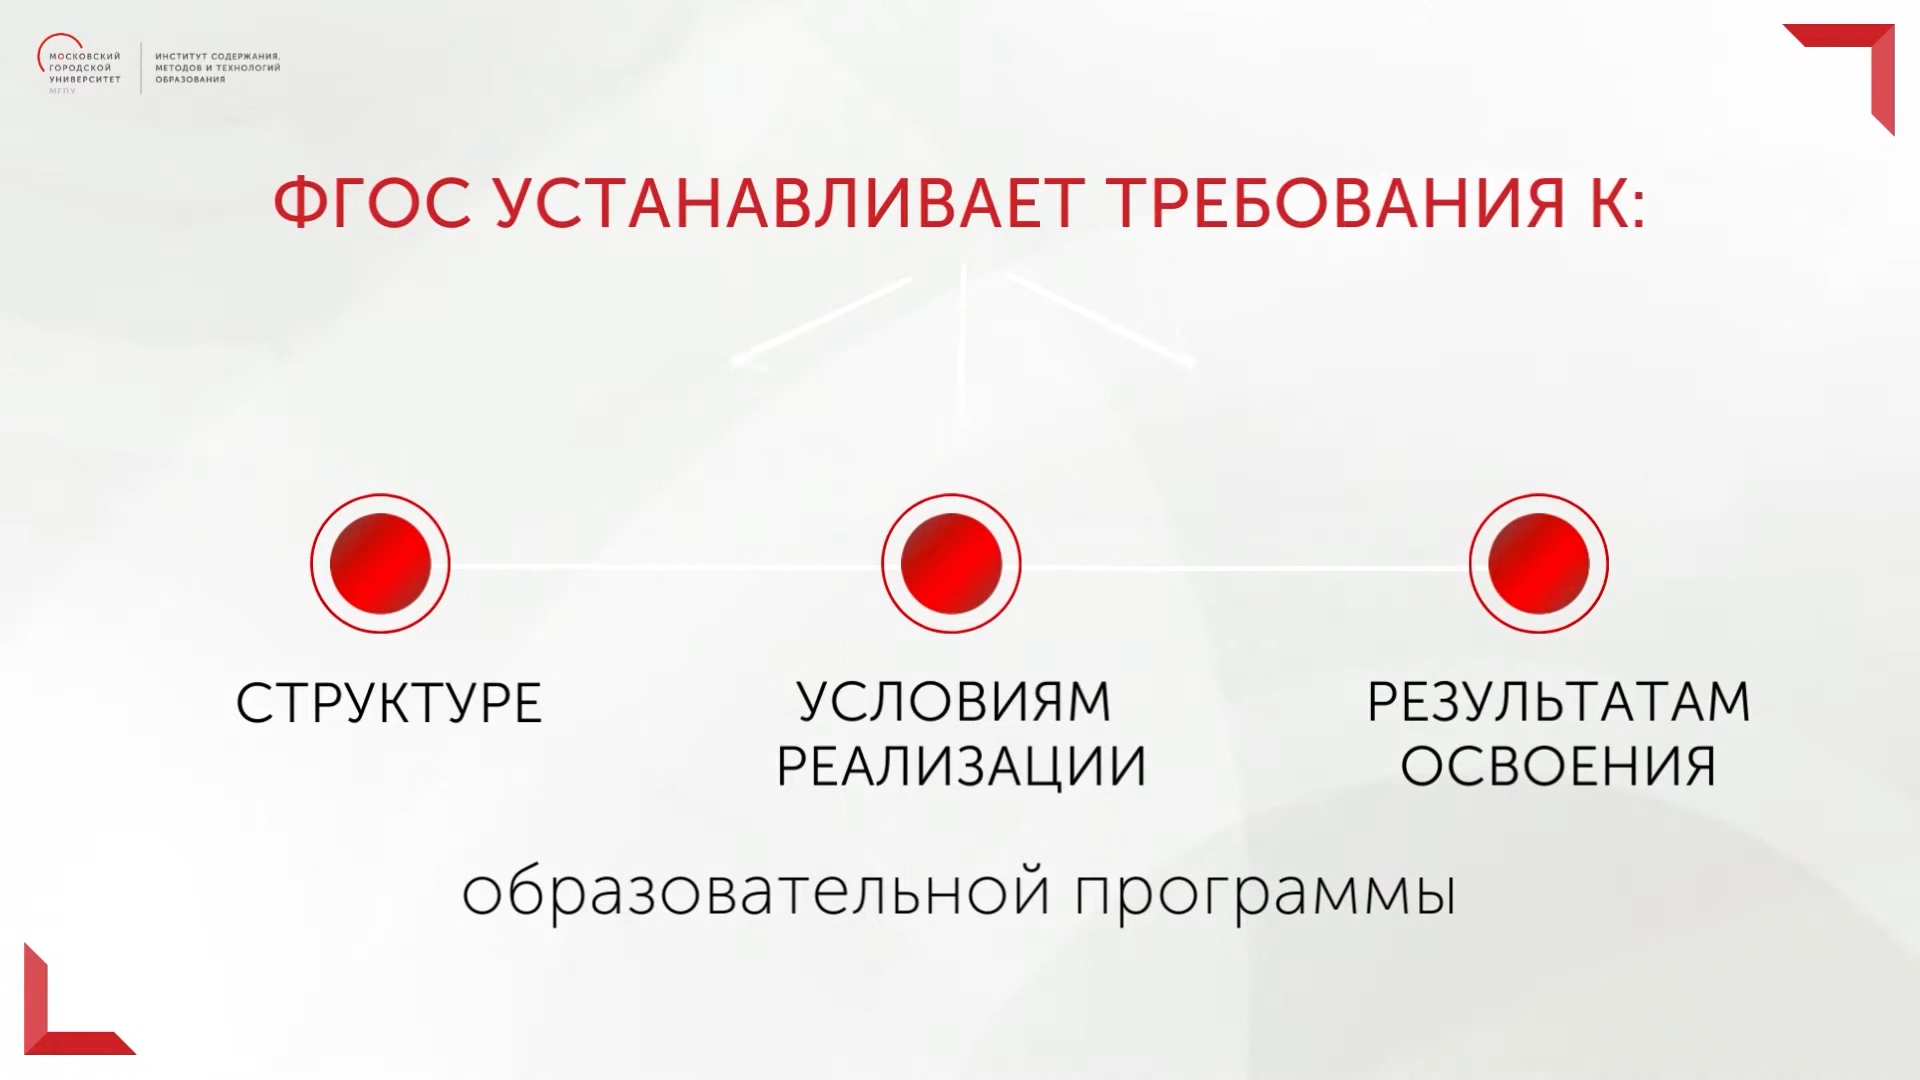 МОСКОВСКИЙ
ГОРОДСКОЙ
УНИВЕРСИТЕТ
МГПУ
ИНСТИТУТ СОДЕРЖАНИЯ,
МЕТОДОВ И ТЕХНОЛОГИЙ
ОБРАЗОВАНИЯ
ФГОС УСТАНАВЛИВАЕТ ТРЕБОВАНИЯ К:
СТРУКТУРЕ
УСЛОВИЯМ
РЕАЛИЗАЦИИ
РЕЗУЛЬТАТАМ
ОСВОЕНИЯ
образовательной программы